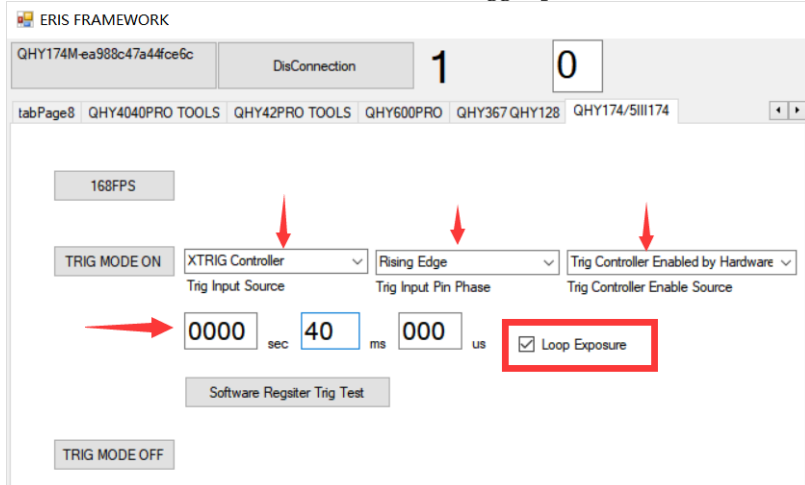 ERIS FRAMEWORK
QHY174M-ea988c47a44fce6c
DisConnection
1
0
tabPage8 QHY4040PRO TOOLS QHY42PRO TOOLS QHY600PRO QHY367 QHY128 QHY174/5III174
168FPS
TRIG MODE ON XTRIG Controller Rising Edge Trig Controller Enabled by Hardware
Trig Input Source Trig Input Pin Phase Trig Controller Enable Source
0000 sec 40 ms 000 us Loop Exposure
Software Regsiter Trig Test
TRIG MODE OFF